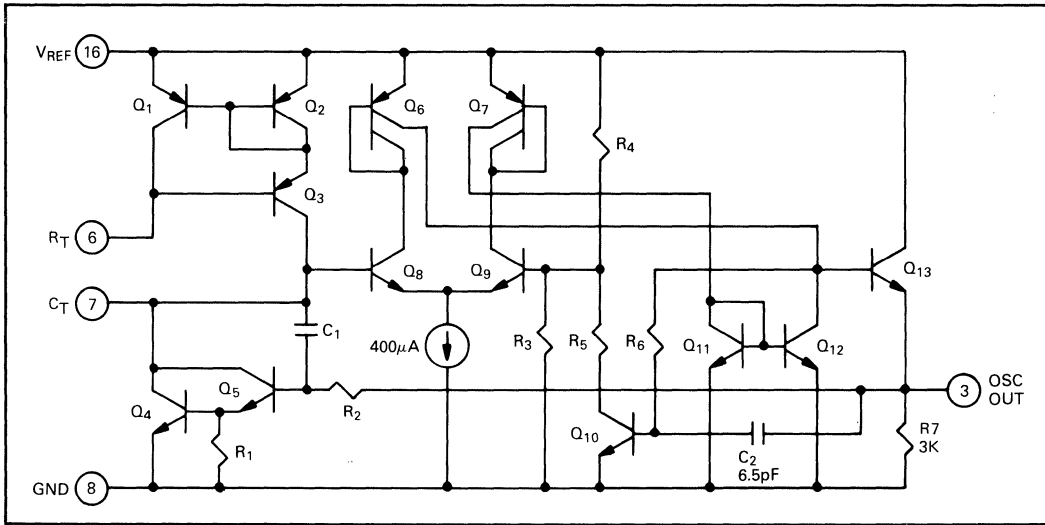 VREF 16
Q1
Q2
Q6
Q7
R4
Q3
RT 6
Q8
Q9
Q13
CT 7
C1
400μA
R3
R5
R6
Q11
Q12
Q5
Q4
R2
3 OSC OUT
R1
Q10
C2
6.5pF
R7
3K
GND 8